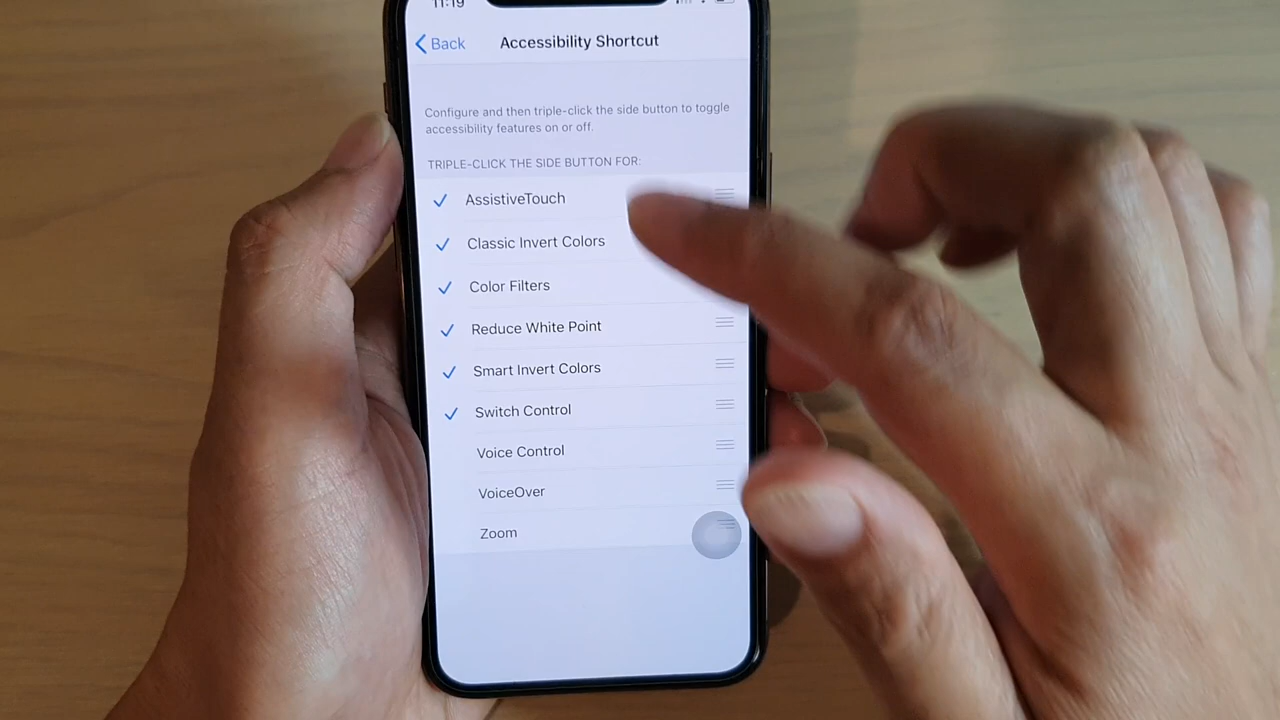 11:19
Back
Accessibility Shortcut
Configure and then triple-click the side button to toggle
accessibility features on or off.
TRIPLE-CLICK THE SIDE BUTTON FOR:
AssistiveTouch
Classic Invert Colors
Color Filters
Reduce White Point
Smart Invert Colors
Switch Control
Voice Control
VoiceOver
Zoom